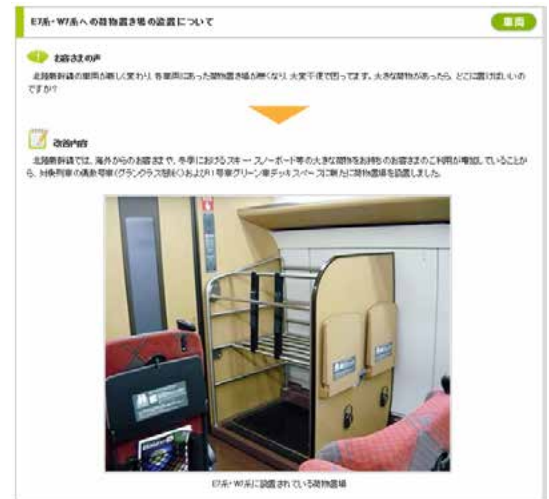 E7系・W7系への荷物置き場の設置について
車両
お客さまの声
北陸新幹線の車両が新しく変わり、各車両にあった荷物置き場が無くなり、大変不便で困ってます。大きな荷物があったら、どこに置けばいいの
ですか?
改善内容
北陸新幹線では、海外からのお客さまや、冬季におけるスキー・スノーボード等の大きな荷物をお持ちのお客さまのご利用が増加していることか
ら、対象列車の偶数号車(グランクラスを除く)および11号車グリーン車デッキスペースに新たに荷物置場を設置しました。
E7系・W7系に設置されている荷物置場